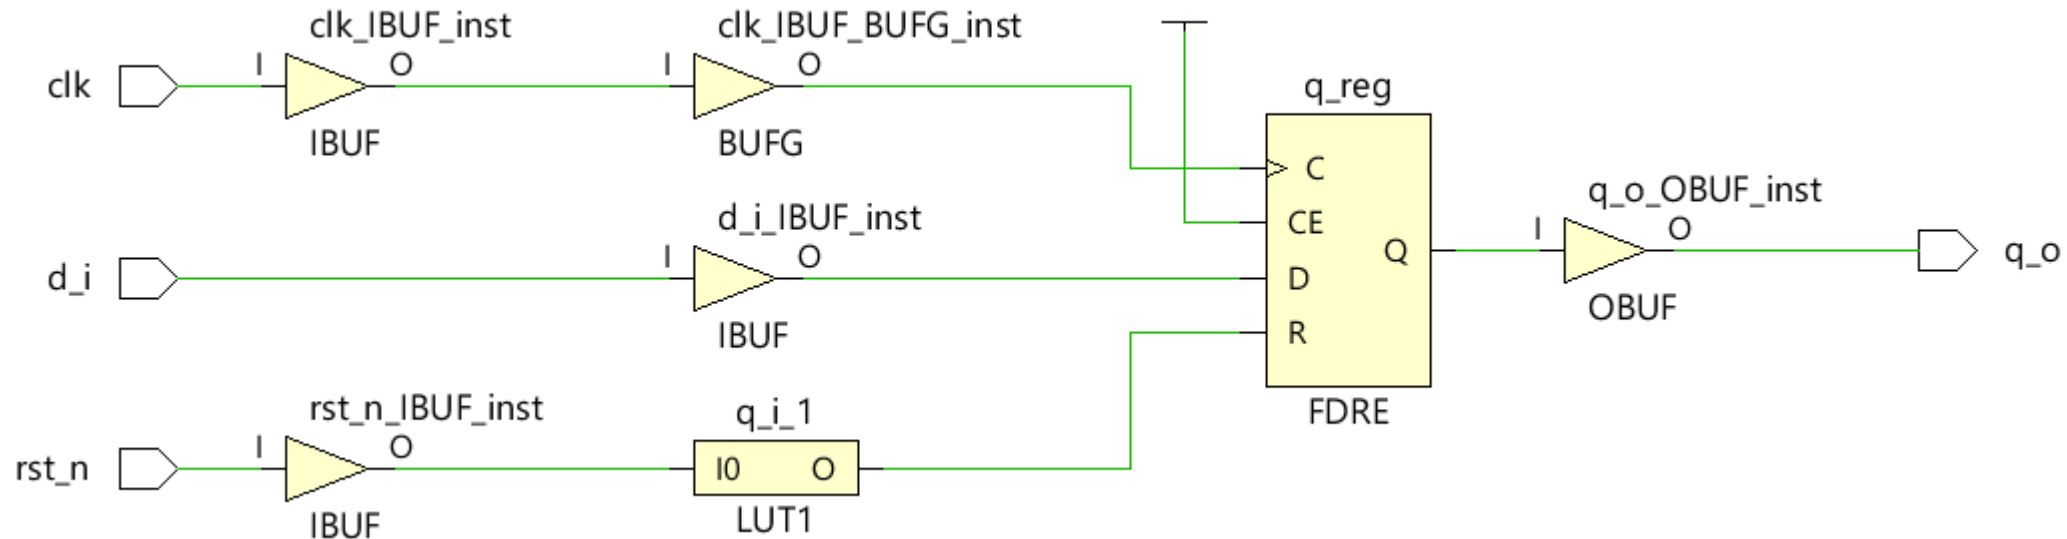 clk_IBUF_inst
clk_IBUF_BUFG_inst
I
O
I
O
clk
q_reg
IBUF
BUFG
C
q_o_OBUF_inst
d_i_IBUF_inst
CE
I
O
I
O
Q
q_o
d_i
D
OBUF
IBUF
R
rst_n_IBUF_inst
q_i_1
FDRE
I
O
rst_n
I0
O
IBUF
LUT1